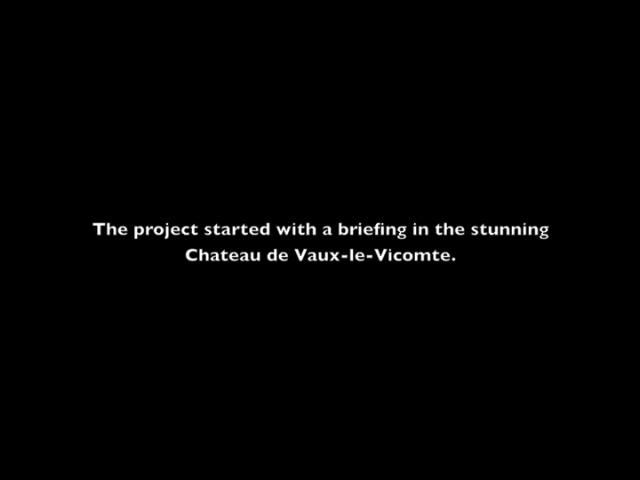 The project started with a briefing in the stunning
Chateau de Vaux-le-Vicomte.